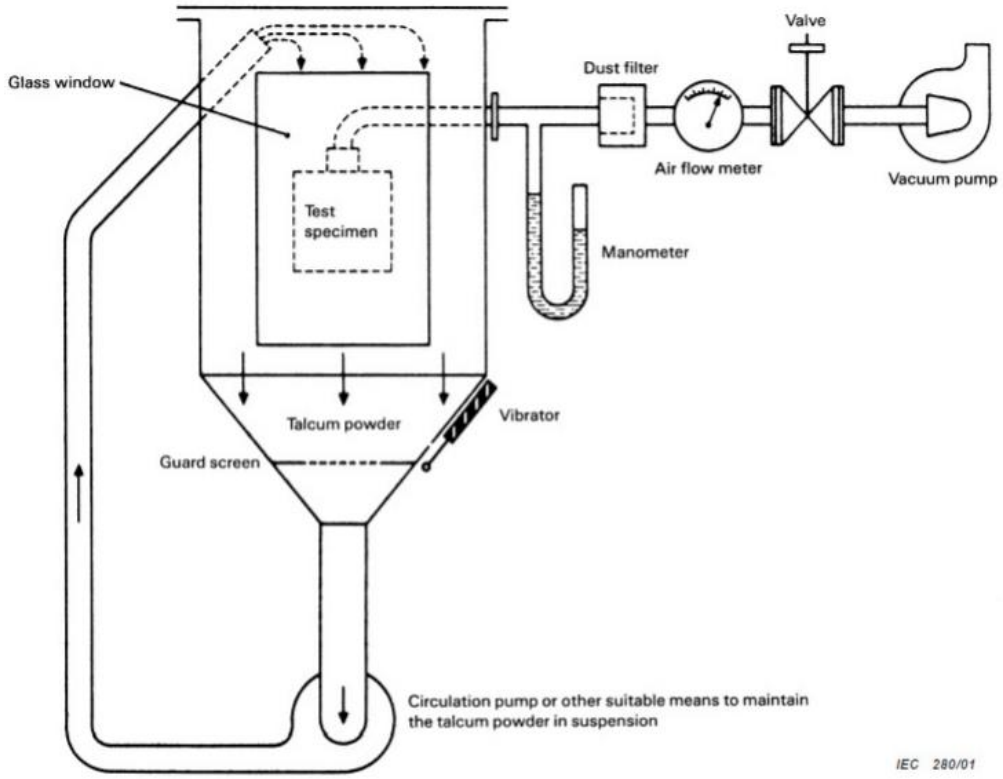 Valve
Glass window
Dust filter
Air flow meter
Vacuum pump
Test
specimen
Manometer
Talcum powder
Vibrator
Guard screen
Circulation pump or other suitable means to maintain
the talcum powder in suspension
IEC 280/01